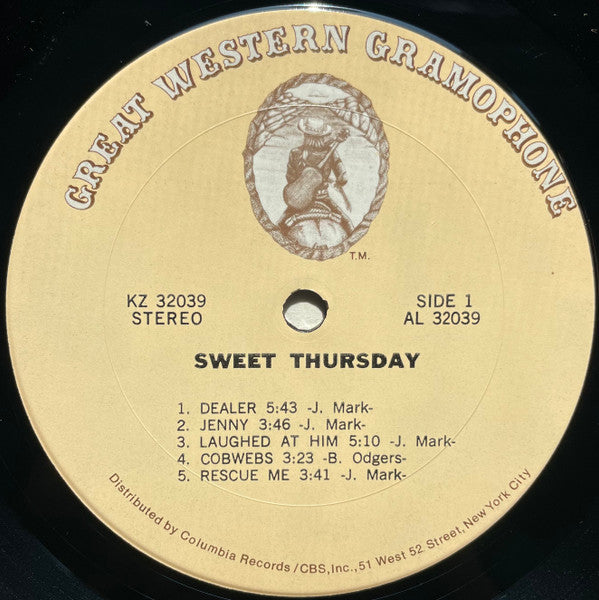 GREAT WESTERN GRAMOPHONE
T.M.
KZ 32039
STEREO
SIDE 1
AL 32039
SWEET THURSDAY
1. DEALER 5:43 -J. Mark-
2. JENNY 3:46 -J. Mark-
3. LAUGHED AT HIM 5:10 -J. Mark-
4. COBWEBS 3:23 -B. Odgers-
5. RESCUE ME 3:41 -J. Mark-
Distributed by Columbia Records/CBS, Inc., 51 West 52 Street, New York City